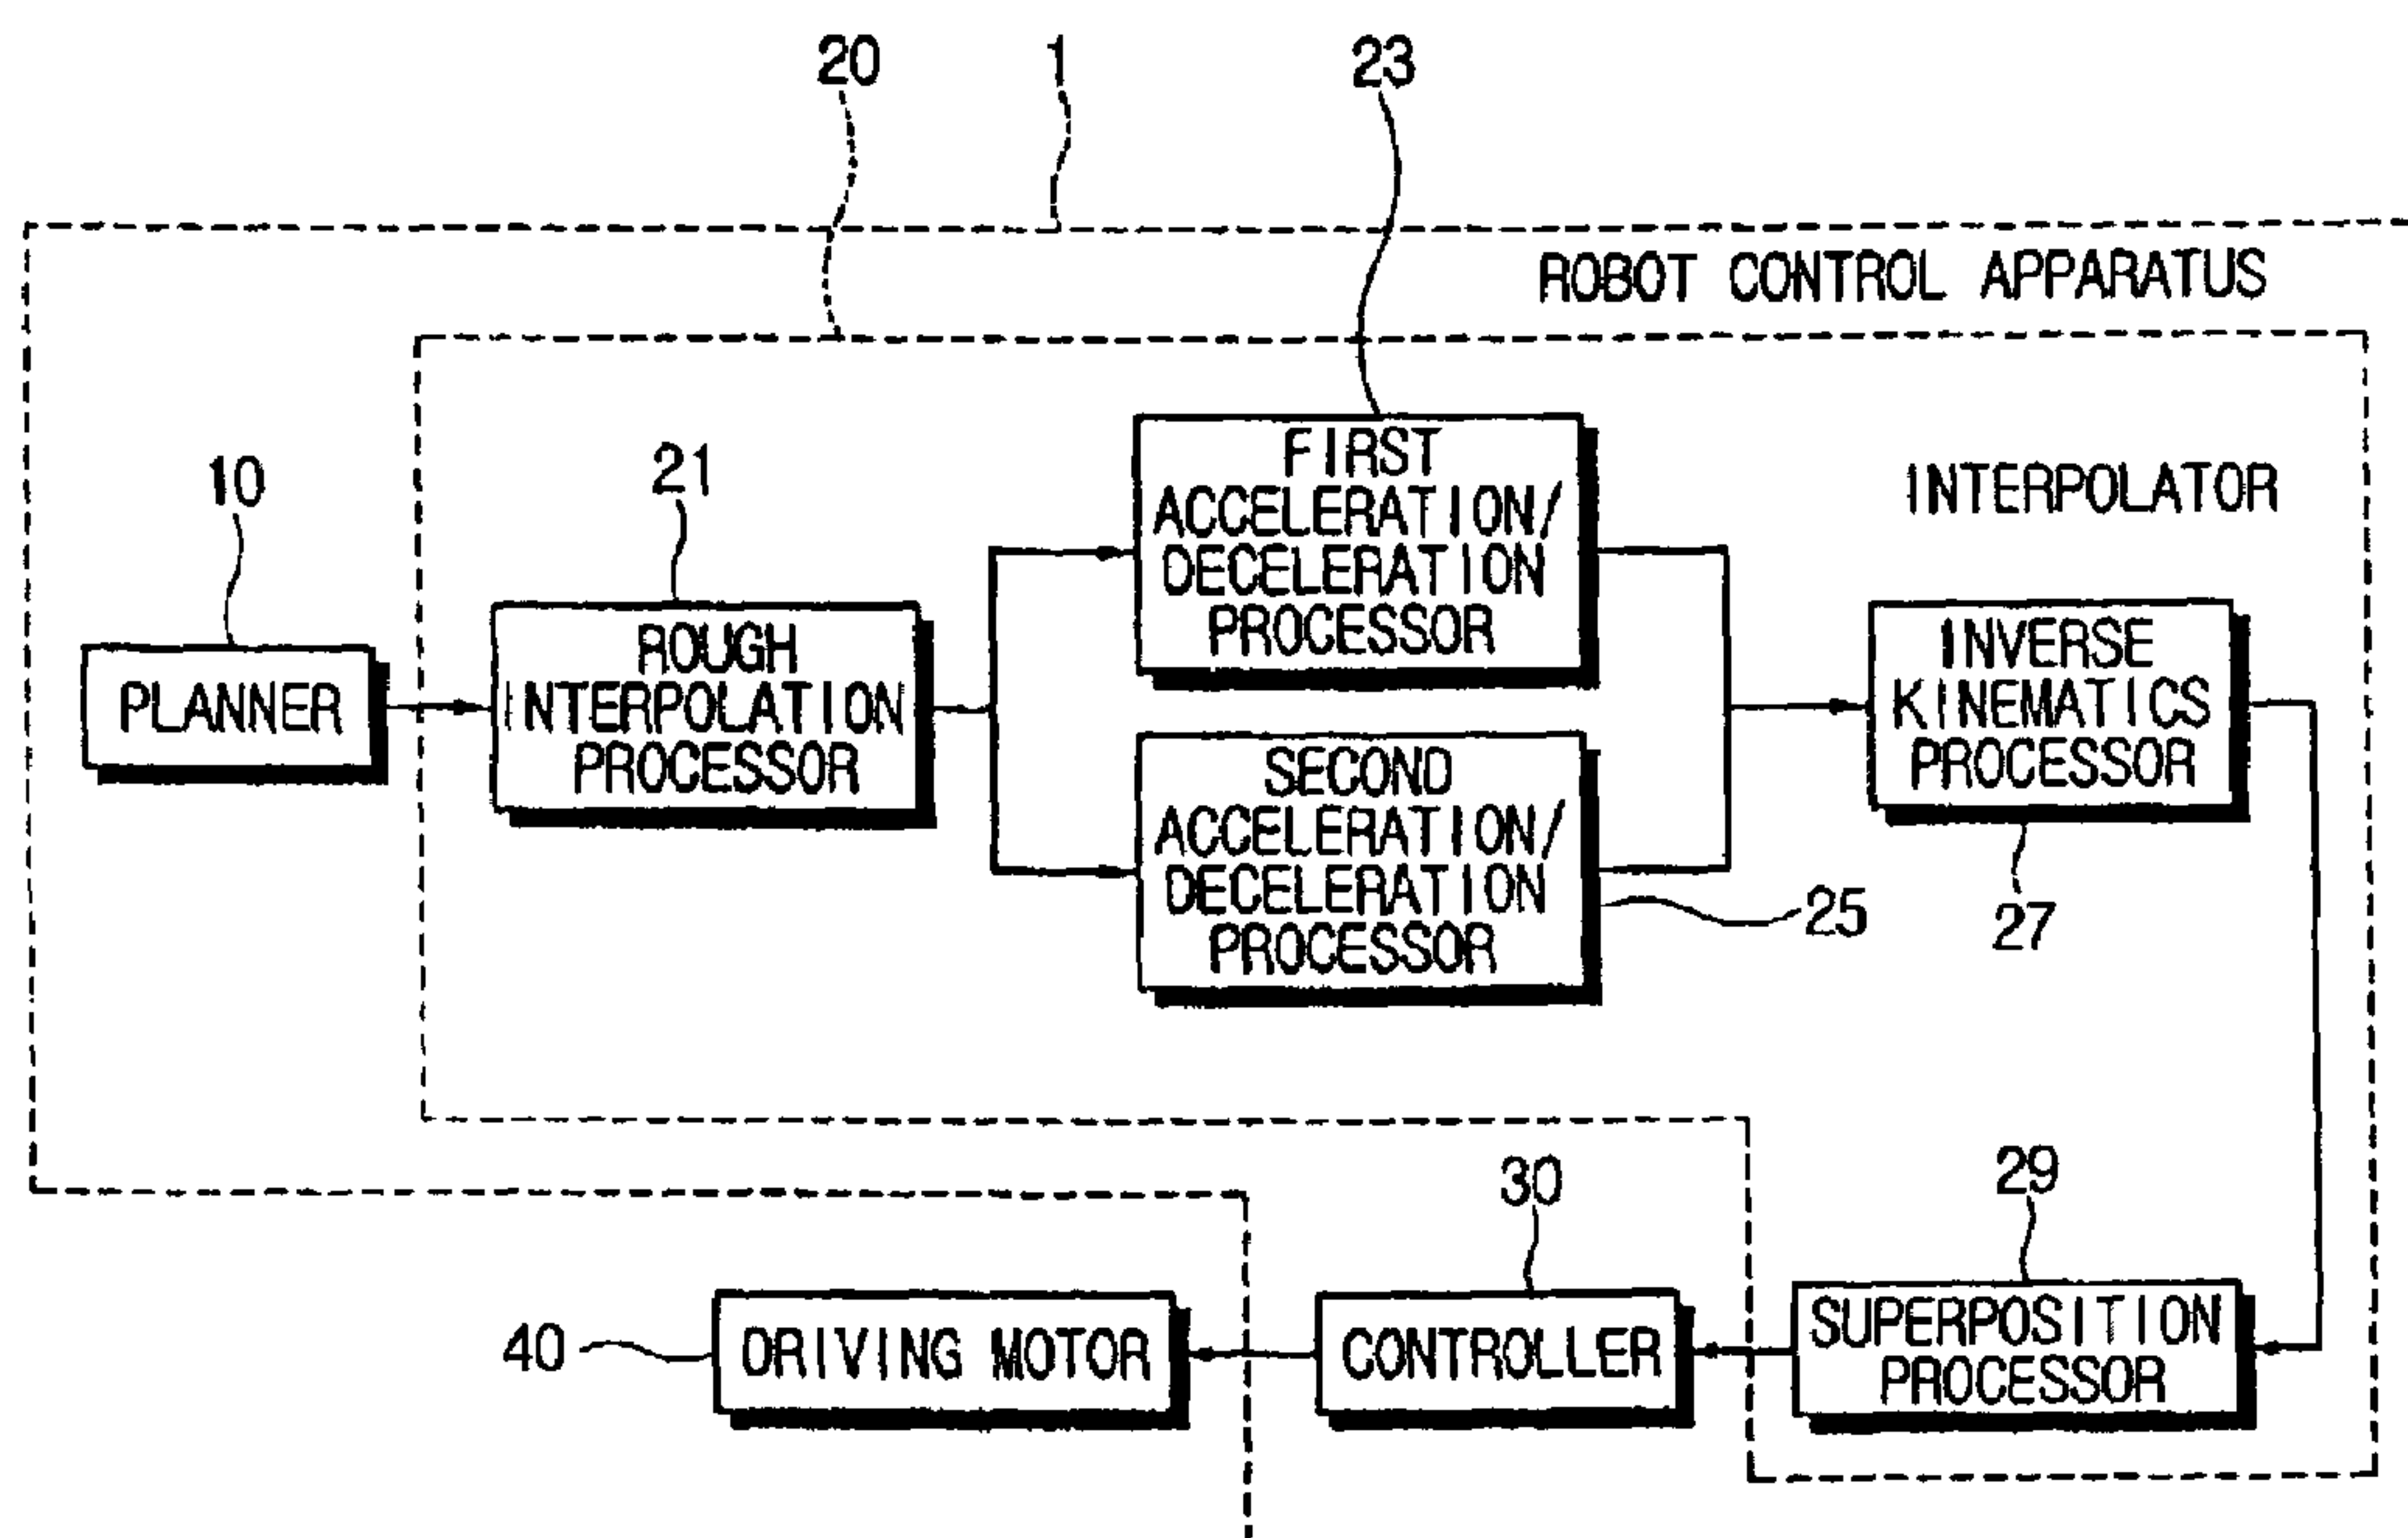 20
1
23
ROBOT CONTROL APPARATUS
10
21
FIRST
ACCELERATION/
DECELERATION
PROCESSOR
INTERPOLATOR
PLANNER
ROUGH
INTERPOLATION
PROCESSOR
INVERSE
KINEMATICS
PROCESSOR
SECOND
ACCELERATION/
DECELERATION
PROCESSOR
25
27
30
29
40
DRIVING MOTOR
CONTROLLER
SUPERPOSITION
PROCESSOR